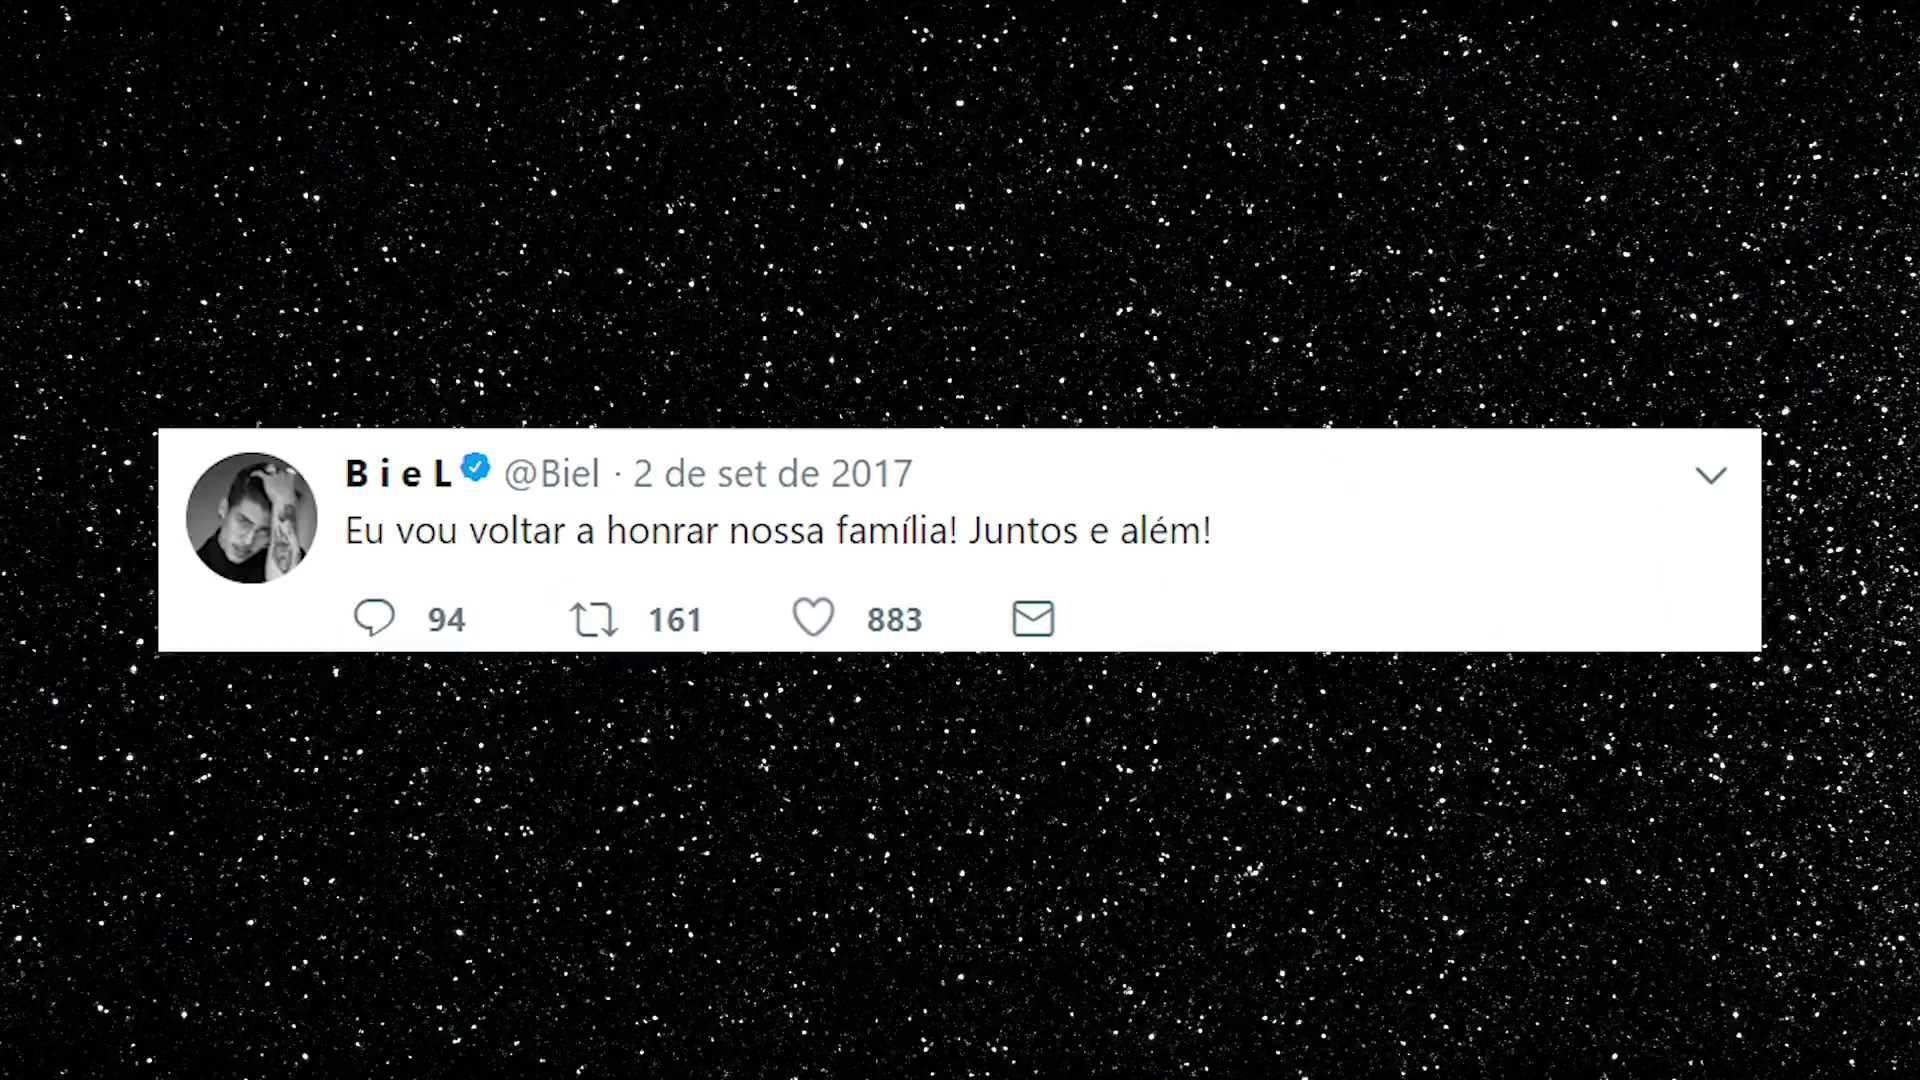 B i e L @Biel · 2 de set de 2017
Eu vou voltar a honrar nossa família! Juntos e além!
94 161 883